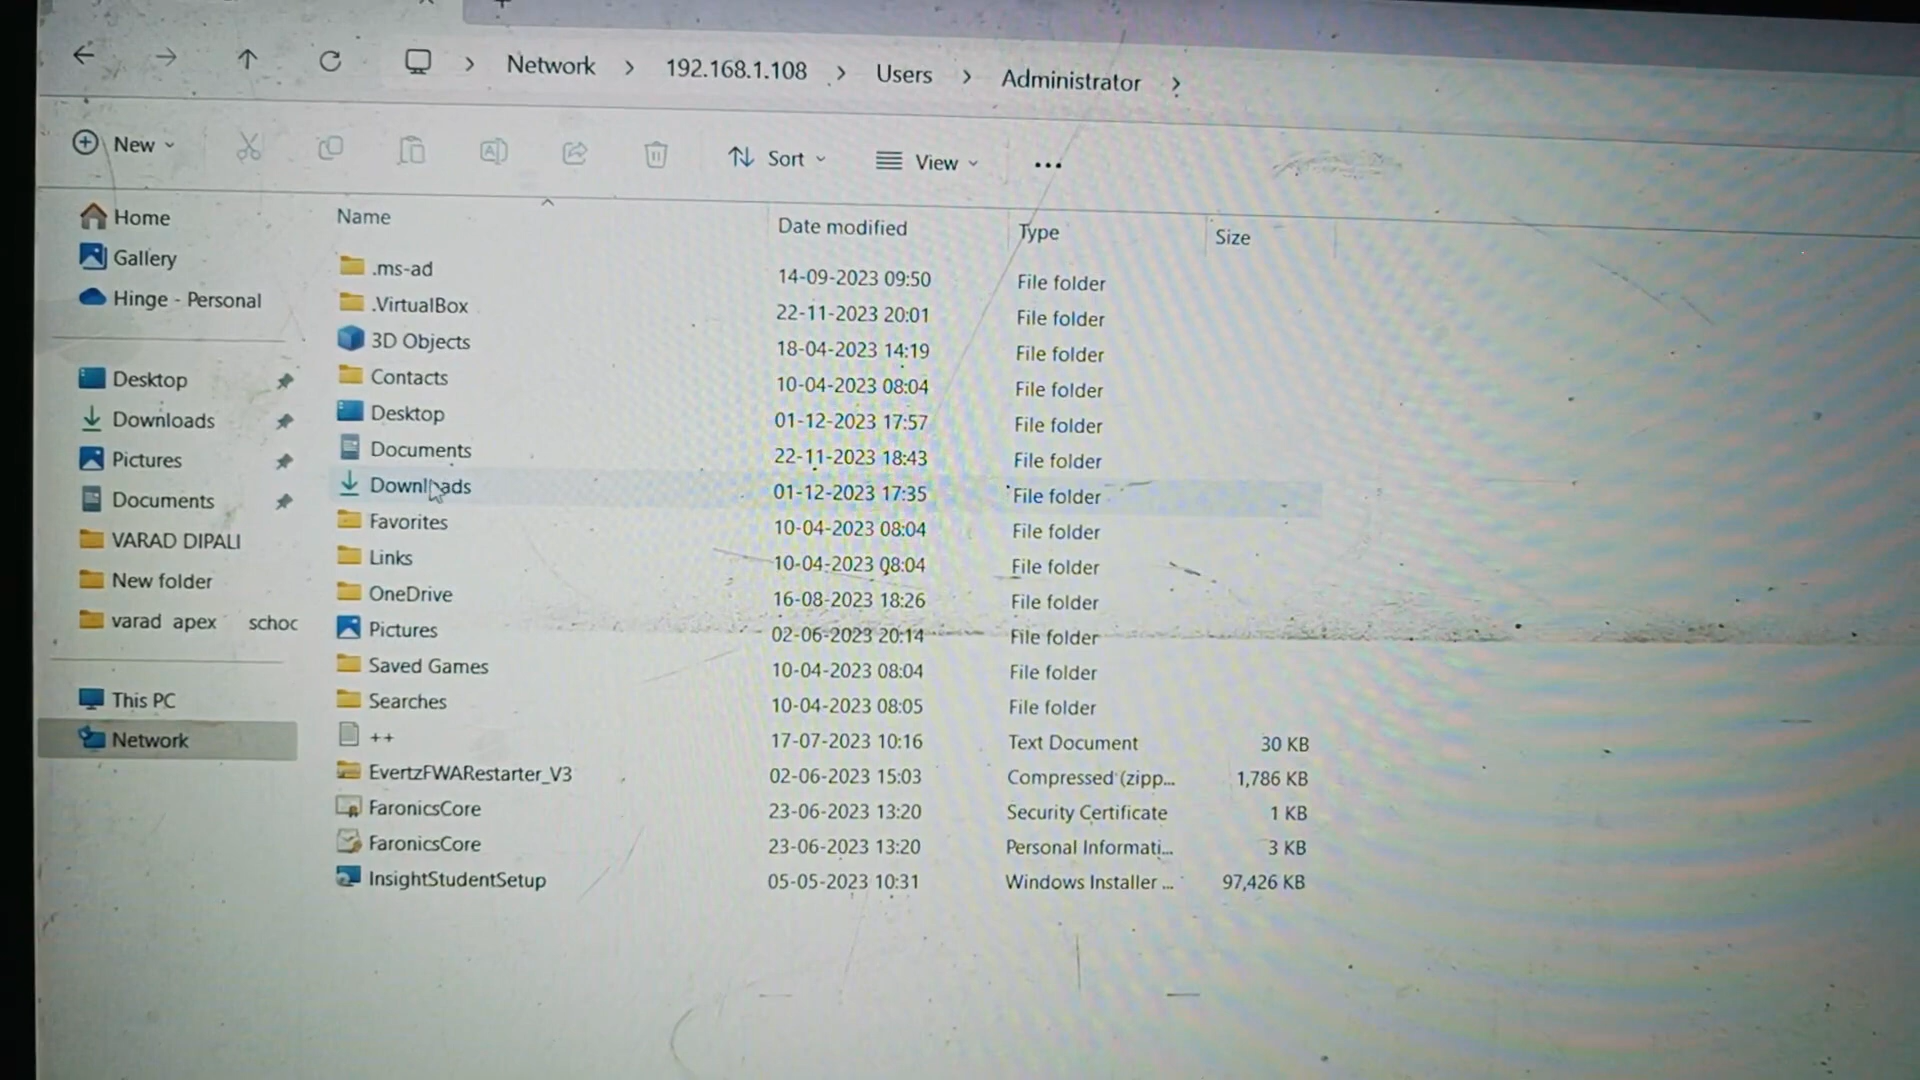 Network > 192.168.1.108 > Users > Administrator >
New Sort View ...
Home
Gallery
Hinge - Personal
Desktop
Downloads
Pictures
Documents
VARAD DIPALI
New folder
varad apex schoc
This PC
Network
Name Date modified Type Size
.ms-ad 14-09-2023 09:50 File folder
.VirtualBox 22-11-2023 20:01 File folder
3D Objects 18-04-2023 14:19 File folder
Contacts 10-04-2023 08:04 File folder
Desktop 01-12-2023 17:57 File folder
Documents 22-11-2023 18:43 File folder
Downloads 01-12-2023 17:35 File folder
Favorites 10-04-2023 08:04 File folder
Links 10-04-2023 08:04 File folder
OneDrive 16-08-2023 18:26 File folder
Pictures 02-06-2023 20:14 File folder
Saved Games 10-04-2023 08:04 File folder
Searches 10-04-2023 08:05 File folder
++ 17-07-2023 10:16 Text Document 30 KB
EvertzFWARestarter_V3 02-06-2023 15:03 Compressed (zipp... 1,786 KB
FaronicsCore 23-06-2023 13:20 Security Certificate 1 KB
FaronicsCore 23-06-2023 13:20 Personal Informati... 3 KB
InsightStudentSetup 05-05-2023 10:31 Windows Installer ... 97,426 KB